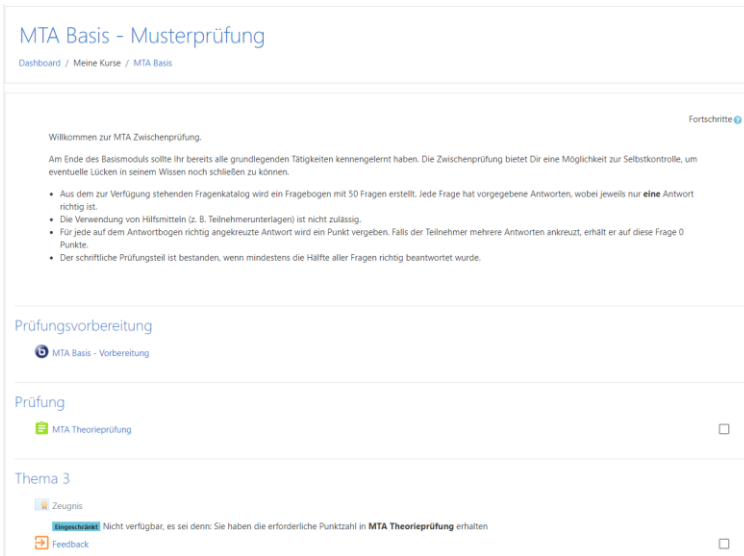 MTA Basis - Musterprüfung
Dashboard / Meine Kurse / MTA Basis
Fortschritte
Willkommen zur MTA Zwischenprüfung.
Am Ende des Basismoduls sollte Ihr bereits alle grundlegenden Tätigkeiten kennengelernt haben. Die Zwischenprüfung bietet Dir eine Möglichkeit zur Selbstkontrolle, um
eventuelle Lücken in seinem Wissen noch schließen zu können.
• Aus dem zur Verfügung stehenden Fragenkatalog wird ein Fragebogen mit 50 Fragen erstellt. Jede Frage hat vorgegebene Antworten, wobei jeweils nur eine Antwort
richtig ist.
• Die Verwendung von Hilfsmitteln (z. B. Teilnehmerunterlagen) ist nicht zulässig.
• Für jede auf dem Antwortbogen richtig angekreuzte Antwort wird ein Punkt vergeben. Falls der Teilnehmer mehrere Antworten ankreuzt, erhält er auf diese Frage 0
Punkte.
• Der schriftliche Prüfungsteil ist bestanden, wenn mindestens die Hälfte aller Fragen richtig beantwortet wurde.
Prüfungsvorbereitung
MTA Basis - Vorbereitung
Prüfung
MTA Theorieprüfung
Thema 3
Zeugnis
Eingeschränkt Nicht verfügbar, es sei denn: Sie haben die erforderliche Punktzahl in MTA Theorieprüfung erhalten
Feedback